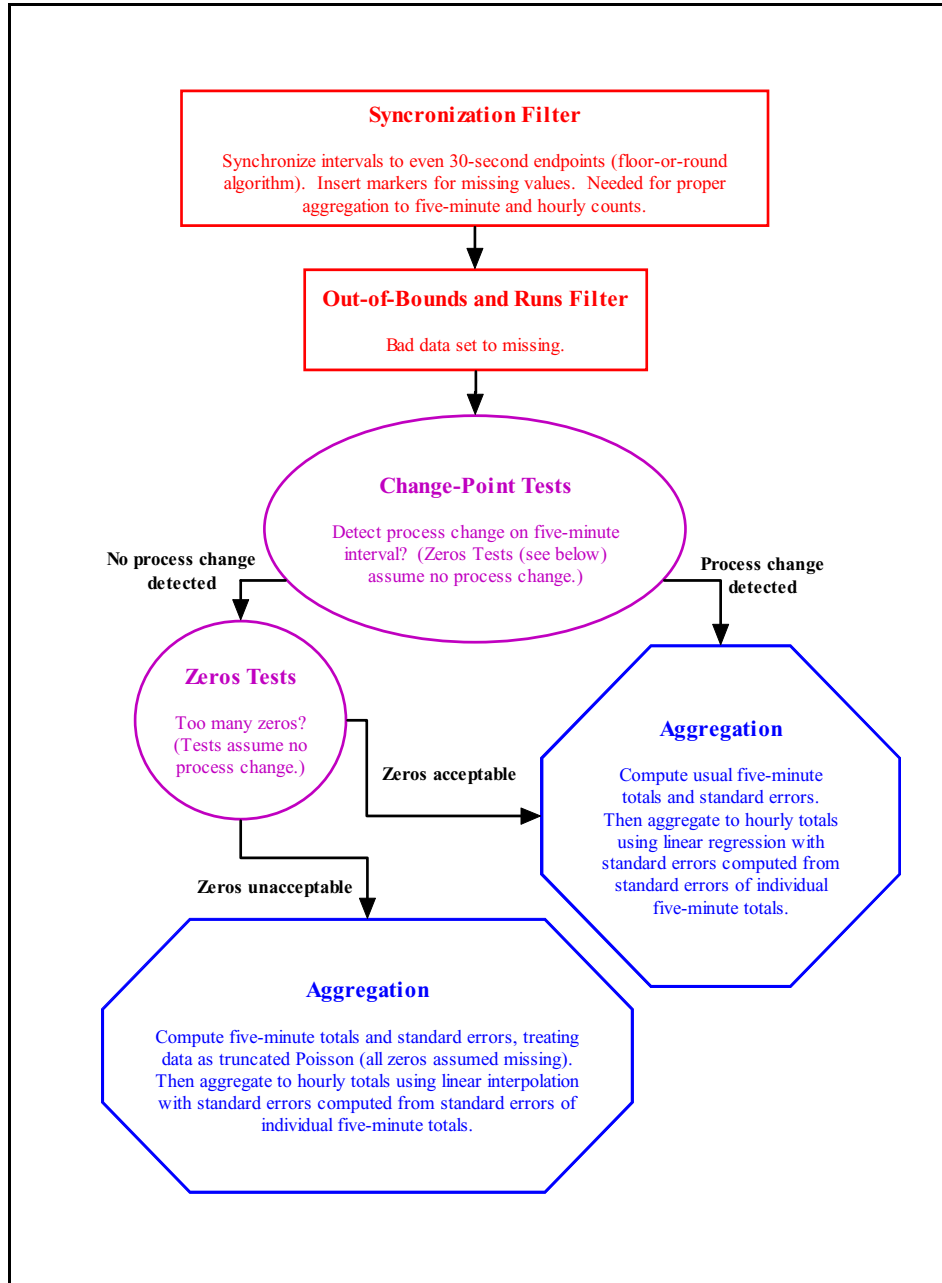 Syncronization Filter
Synchronize intervals to even 30-second endpoints (floor-or-round
algorithm).  Insert markers for missing values.  Needed for proper
aggregation to five-minute and hourly counts.
Out-of-Bounds and Runs Filter
Bad data set to missing.
Change-Point Tests
Detect process change on five-minute
interval?  (Zeros Tests (see below)
assume no process change.)
No process change
detected
Process change
detected
Zeros Tests
Too many zeros?
(Tests assume no
process change.)
Zeros acceptable
Aggregation
Compute usual five-minute
totals and standard errors.
Then aggregate to hourly totals
using linear regression with
standard errors computed from
standard errors of individual
five-minute totals.
Zeros unacceptable
Aggregation
Compute five-minute totals and standard errors, treating
data as truncated Poisson (all zeros assumed missing).
Then aggregate to hourly totals using linear interpolation
with standard errors computed from standard errors of
individual five-minute totals.